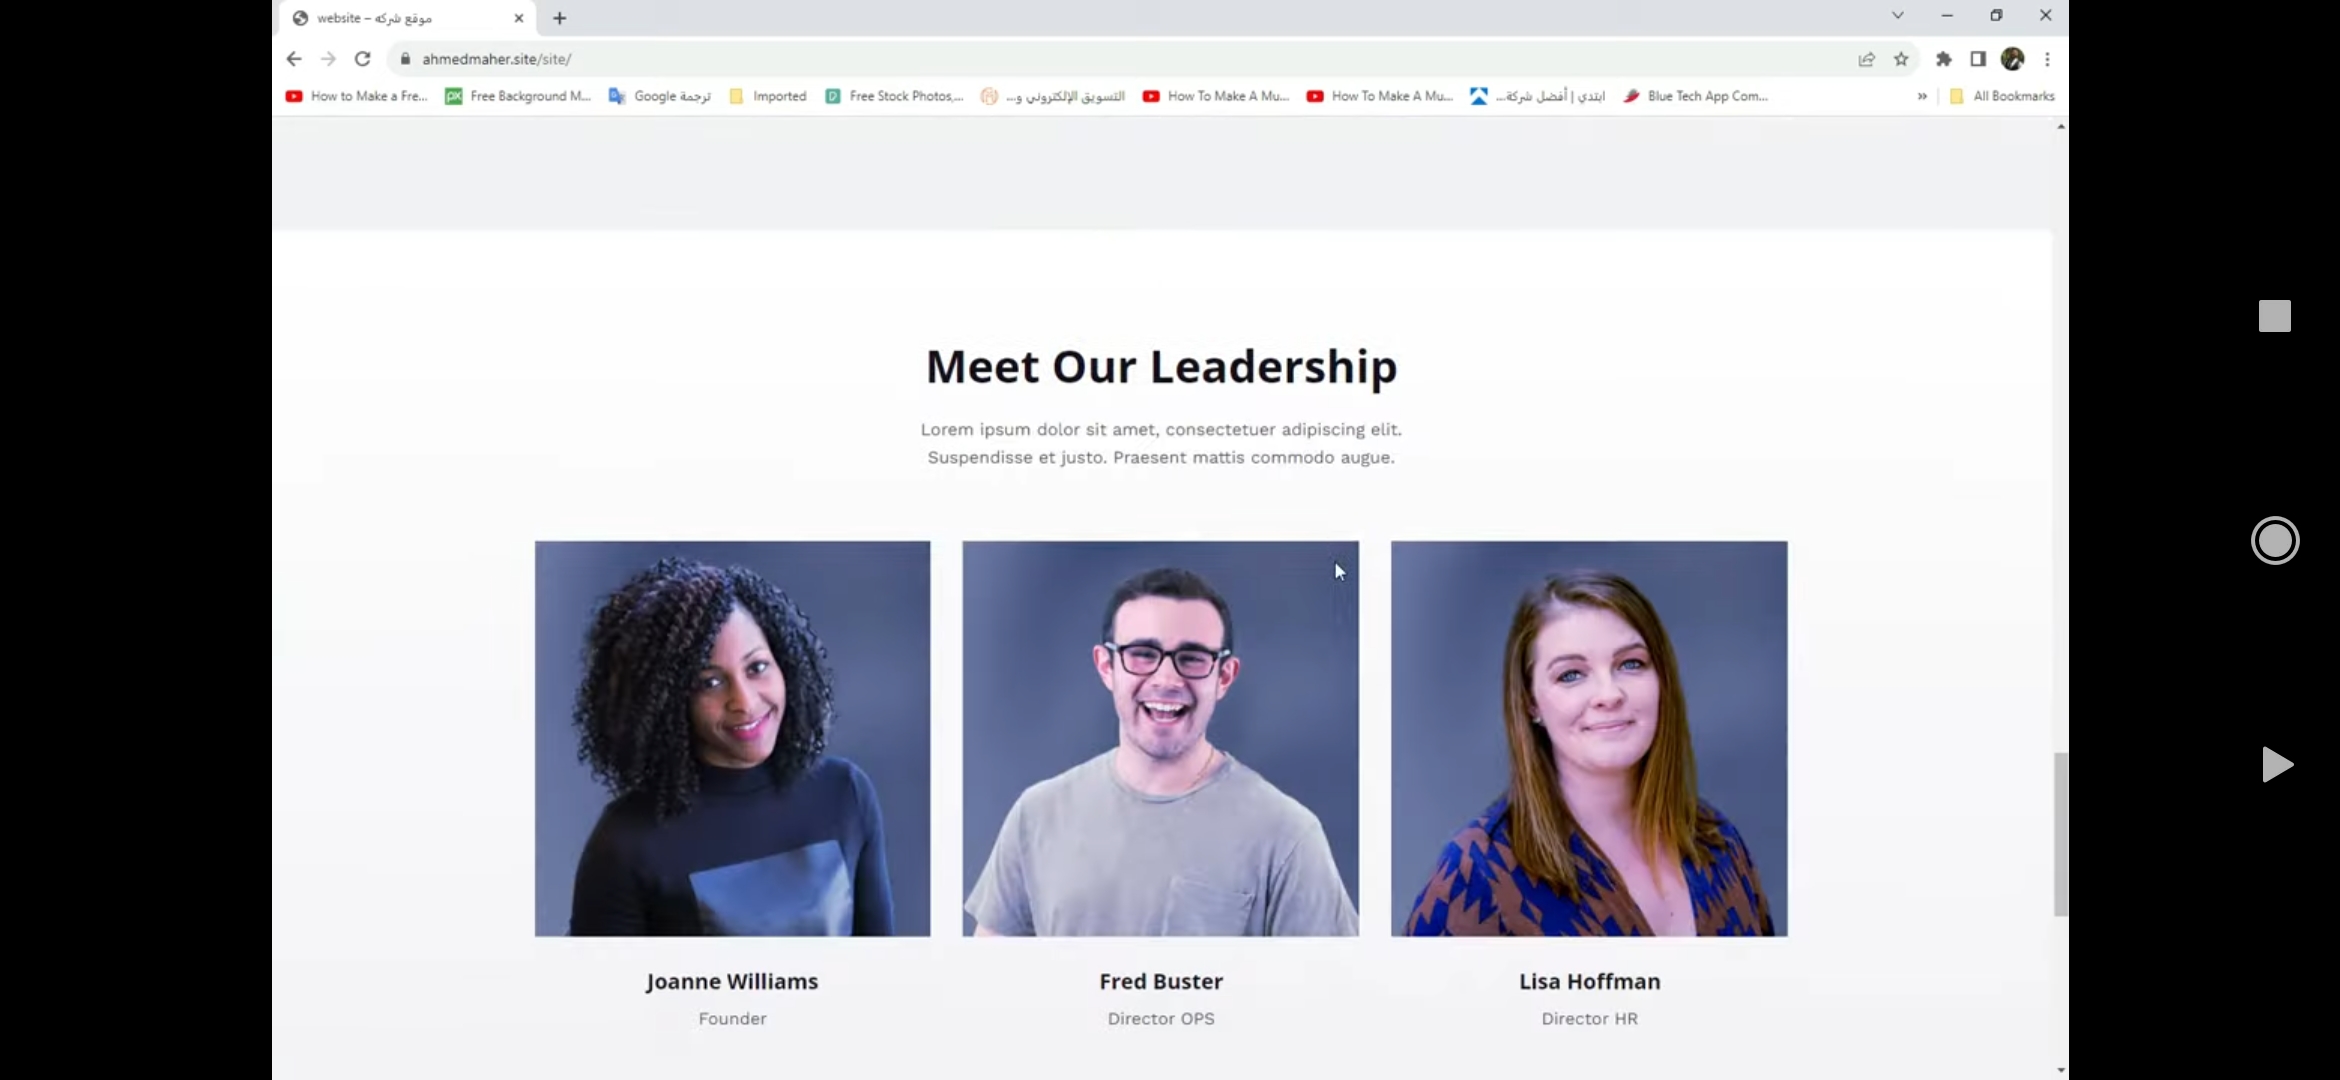 website – موقع شركه
ahmedmaher.site/site/
How to Make a Fre...
Free Background M...
Google ترجمة
Imported
Free Stock Photos,...
التسويق الإلكتروني و...
How To Make A Mu...
How To Make A Mu...
ابتدي | أفضل شركة...
Blue Tech App Com...
All Bookmarks
Meet Our Leadership
Lorem ipsum dolor sit amet, consectetuer adipiscing elit.
Suspendisse et justo. Praesent mattis commodo augue.
Joanne Williams
Founder
Fred Buster
Director OPS
Lisa Hoffman
Director HR